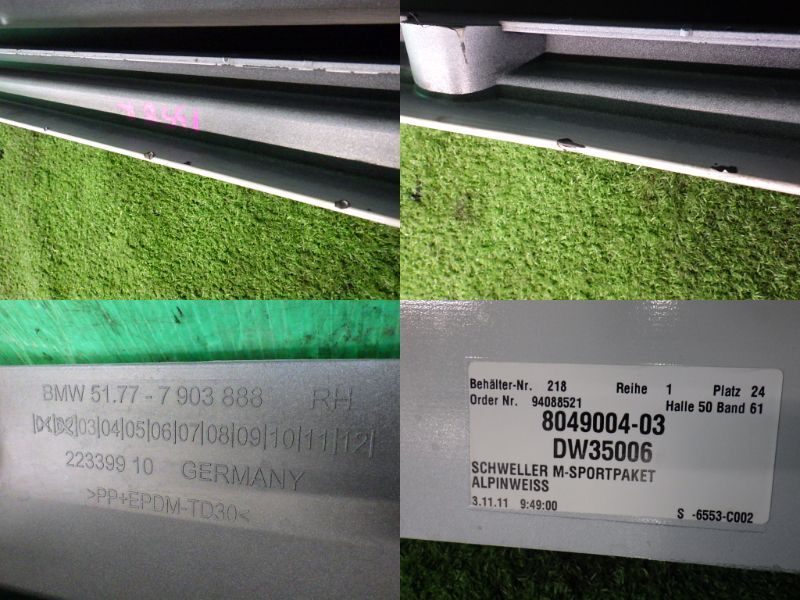 BMW 51.77 - 7 903 888 RH
03|04|05|06|07|08|09|10|11|12|
223399 10 GERMANY
>PP+EPDM-TD30<
Behälter-Nr. 218 Reihe 1 Platz 24
Order Nr. 94088521 Halle 50 Band 61
8049004-03
DW35006
SCHWELLER M-SPORTPAKET
ALPINWEISS
3.11.11 9:49:00
S -6553-C002